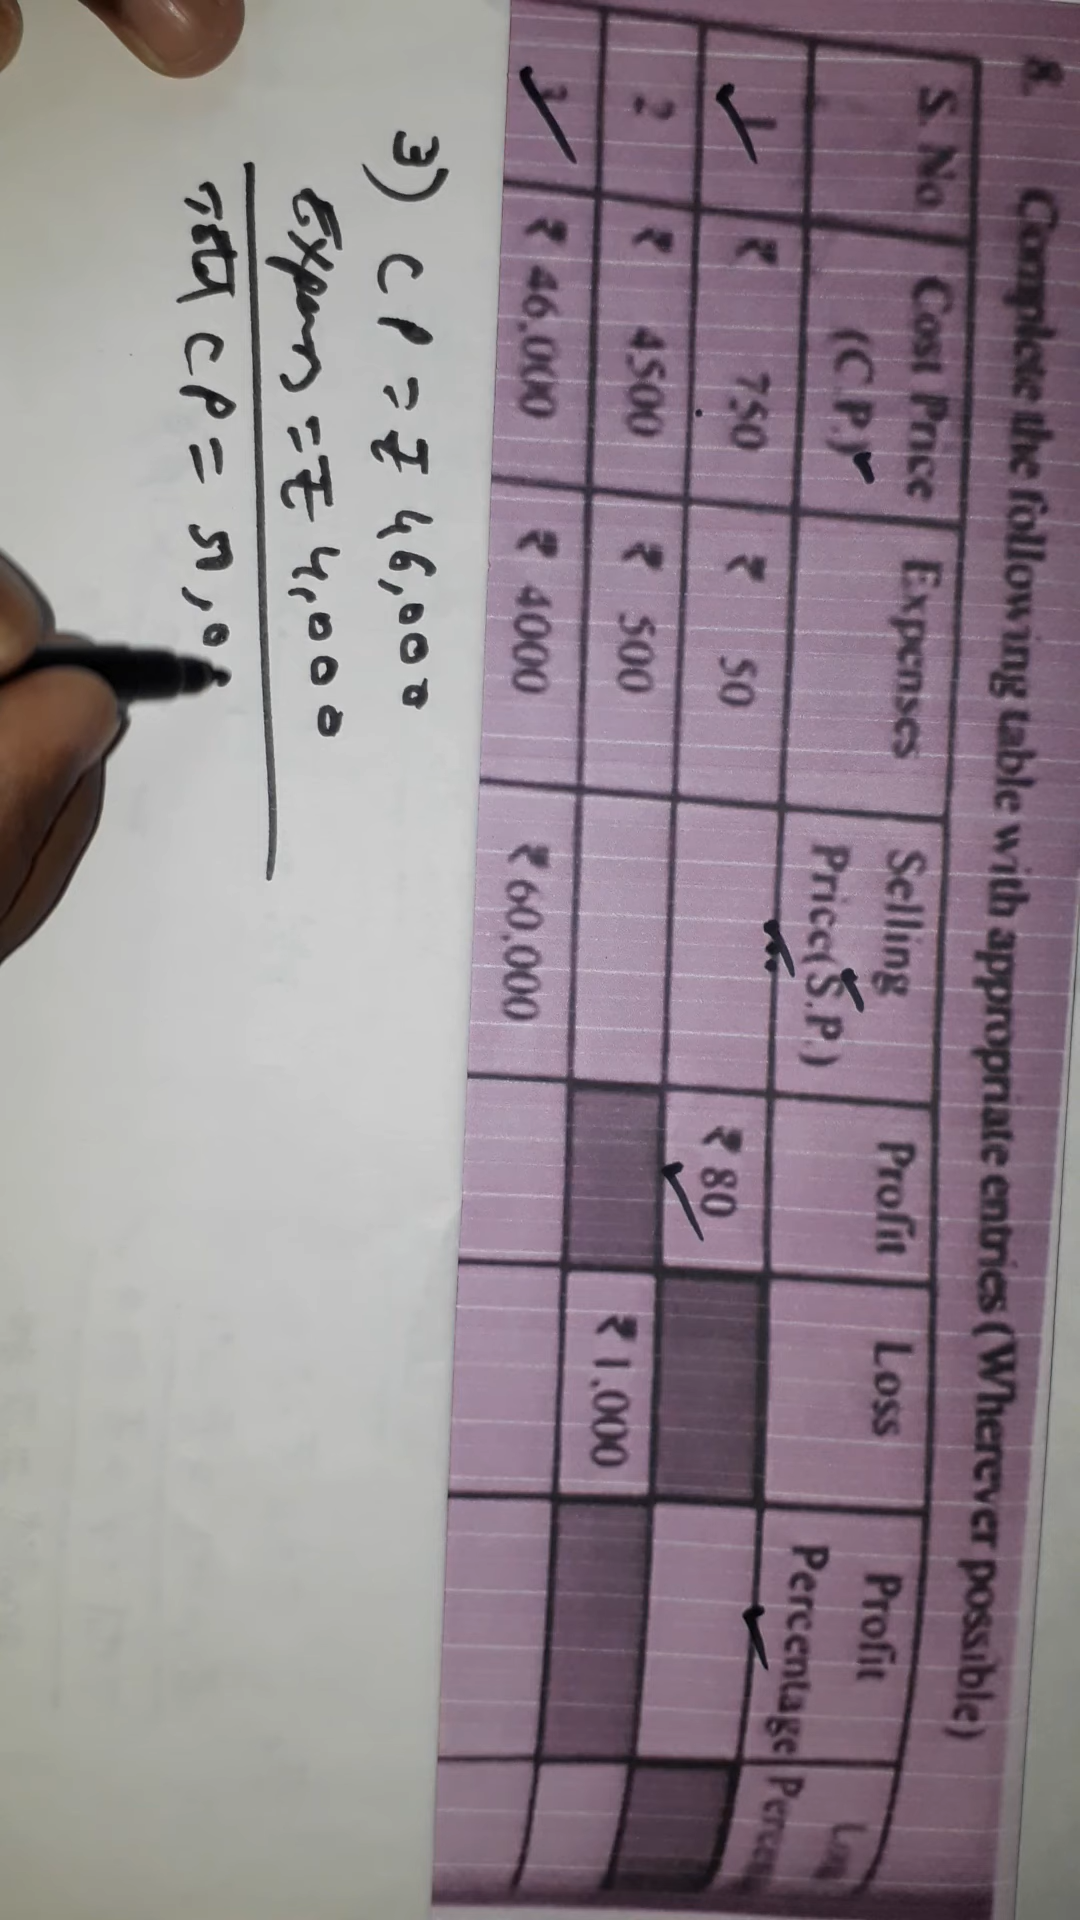 8. Complete the following table with appropriate entries (Wherever possible)
S. No Cost Price (C.P.) Expenses Selling Price(S.P.) Profit Loss Profit Percentage
1 ₹ 750 ₹ 50 ₹ 80
2 ₹ 4500 ₹ 500 ₹ 1,000
3 ₹ 46,000 ₹ 4000 ₹ 60,000
3) CP = ₹ 46,000
= ₹ 4,000
CP =